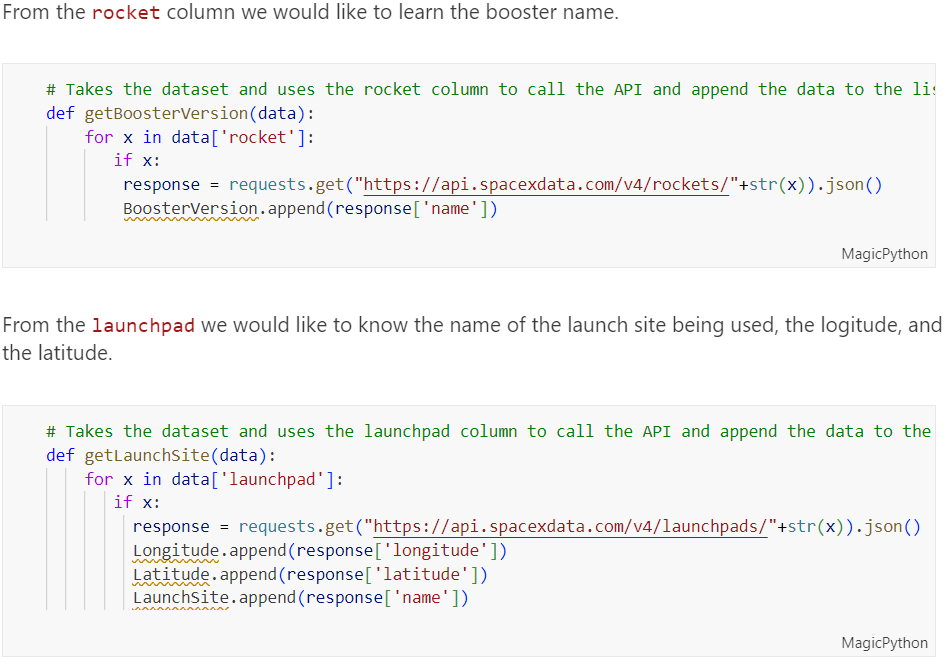 From the rocket column we would like to learn the booster name.
# Takes the dataset and uses the rocket column to call the API and append the data to the lis
def getBoosterVersion(data):
for x in data['rocket']:
if x:
response = requests.get("https://api.spacexdata.com/v4/rockets/"+str(x)).json()
BoosterVersion.append(response['name'])
MagicPython
From the launchpad we would like to know the name of the launch site being used, the logitude, and
the latitude.
# Takes the dataset and uses the launchpad column to call the API and append the data to the
def getLaunchSite(data):
for x in data['launchpad']:
if x:
response = requests.get("https://api.spacexdata.com/v4/launchpads/"+str(x)).json()
Longitude.append(response['longitude'])
Latitude.append(response['latitude'])
LaunchSite.append(response['name'])
MagicPython